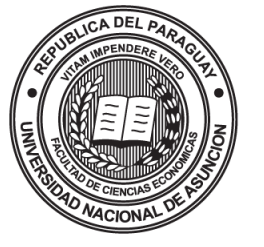 REPUBLICA DEL PARAGUAY
VITAM IMPENDERE VERO
FACULTAD DE CIENCIAS ECONOMICAS
UNIVERSIDAD NACIONAL DE ASUNCION